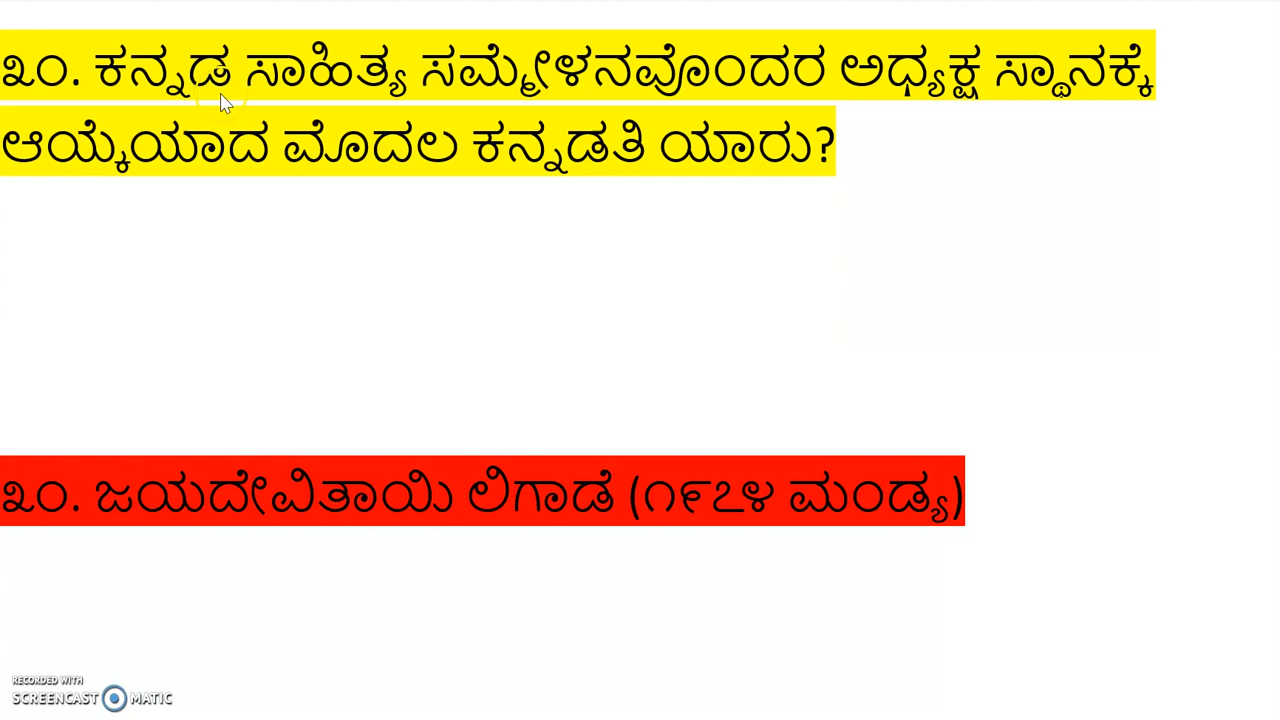 ೩೦. ಕನ್ನಡ ಸಾಹಿತ್ಯ ಸಮ್ಮೇಳನವೊಂದರ ಅಧ್ಯಕ್ಷ ಸ್ಥಾನಕ್ಕೆ
ಆಯ್ಕೆಯಾದ ಮೊದಲ ಕನ್ನಡತಿ ಯಾರು?
೩೦. ಜಯದೇವಿತಾಯಿ ಲಿಗಾಡೆ (೧೯೭೪ ಮಂಡ್ಯ)
RECORDED WITH
SCREENCAST MATIC